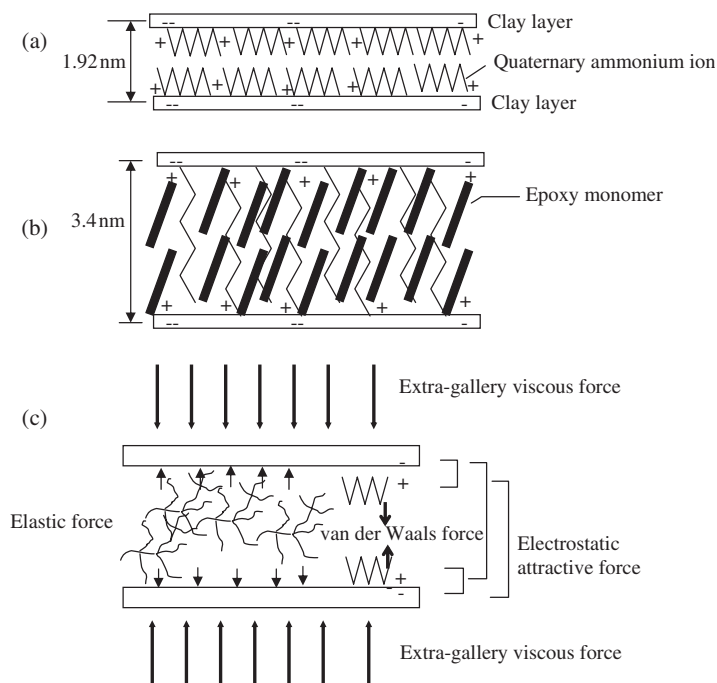 (a)
-- -- -
Clay layer
+ + + + + +
1.92 nm
Quaternary ammonium ion
+ + + + +
-- -- -
Clay layer
-- -- -
+ + + +
Epoxy monomer
(b)
3.4 nm
+ + + +
-- -- -
Extra-gallery viscous force
(c)
-
+
Elastic force
van der Waals force
Electrostatic
attractive force
+
-
-
Extra-gallery viscous force